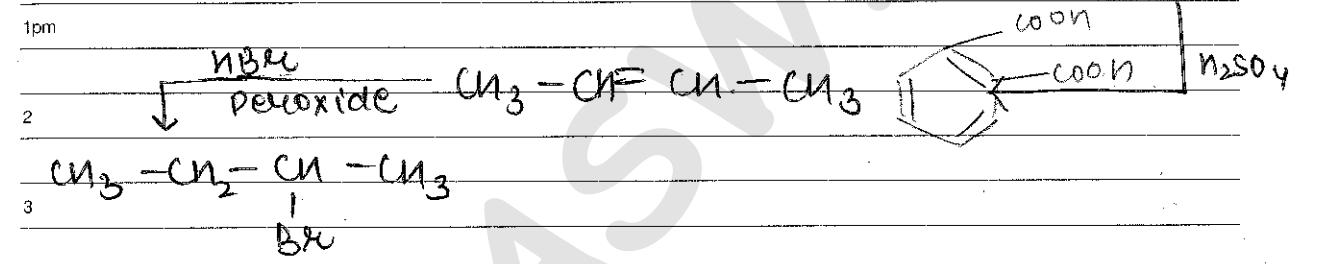 1pm
COOH
HBr
CH3 – CH = CH – CH3
COOH
H2SO4
Peroxide
2
CH3 – CH2 – CH – CH3
3
Br